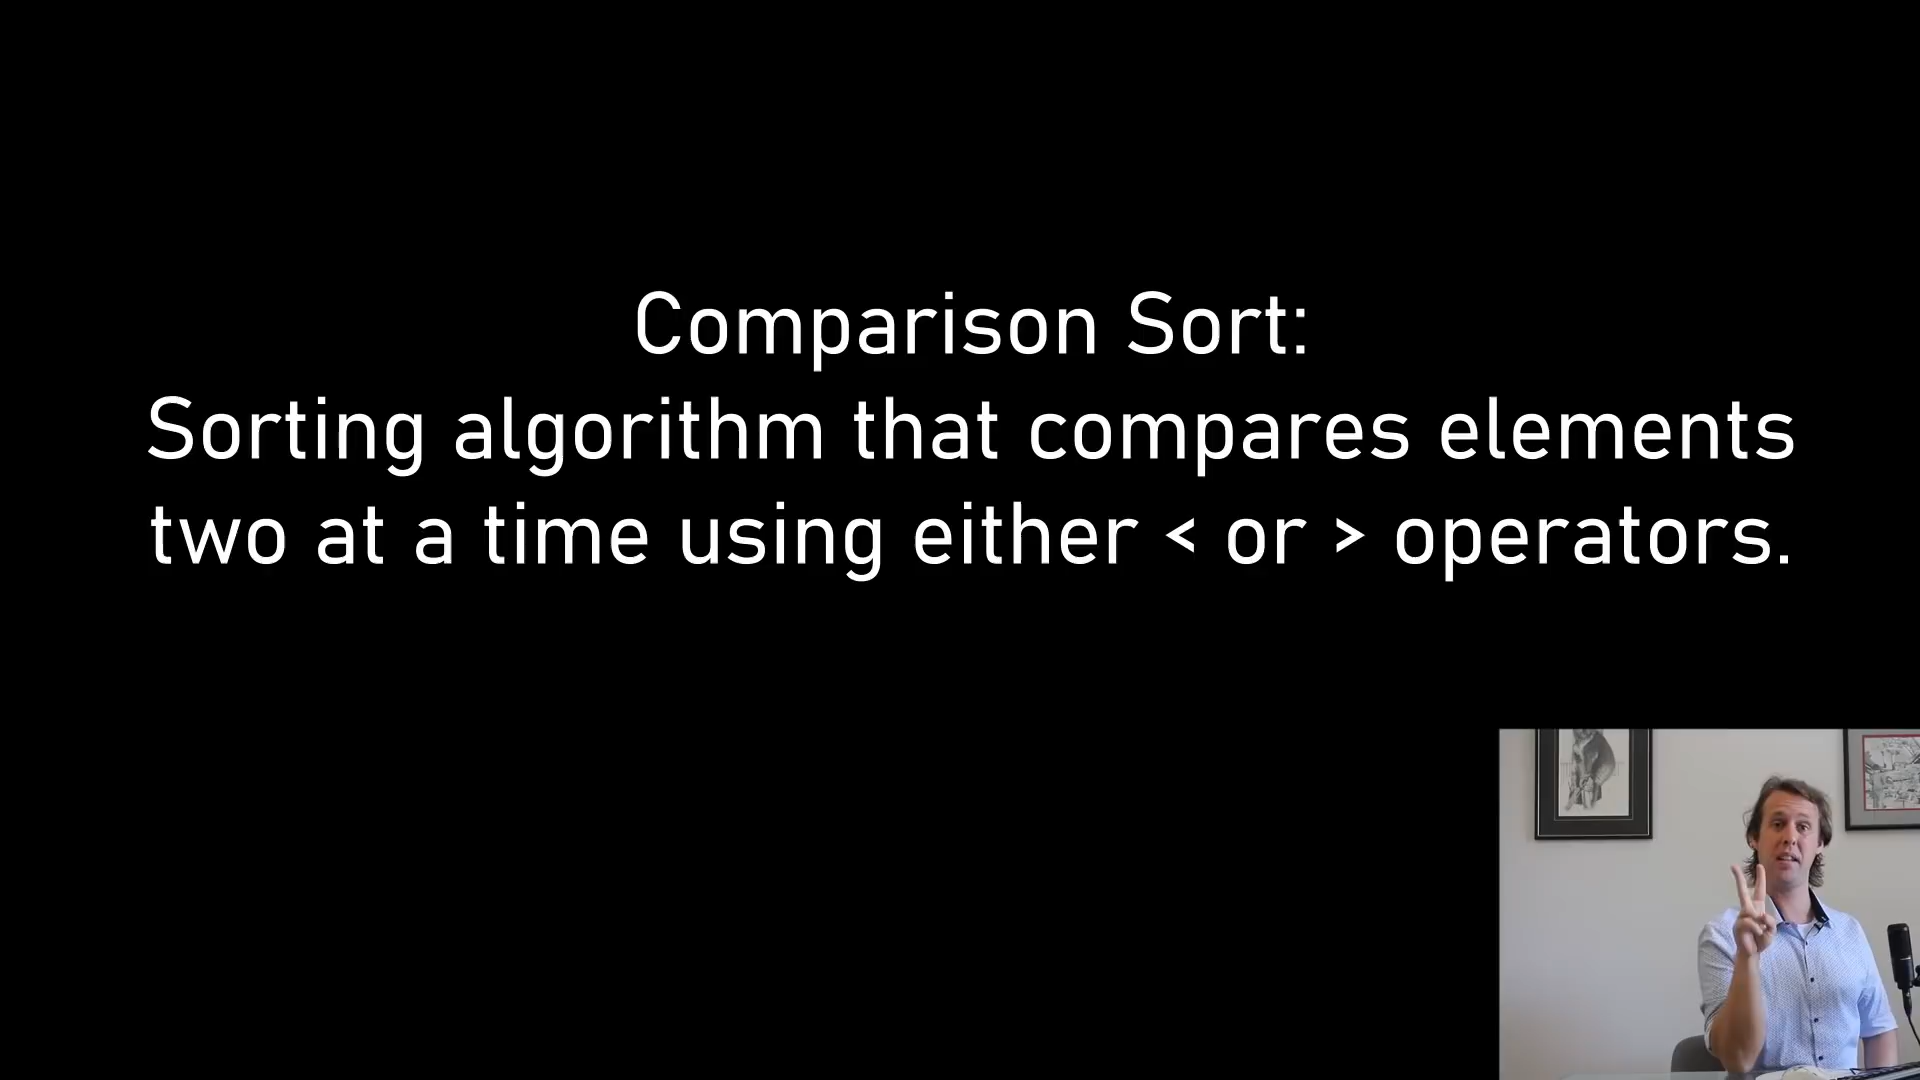 Comparison Sort:
Sorting algorithm that compares elements
two at a time using either < or > operators.